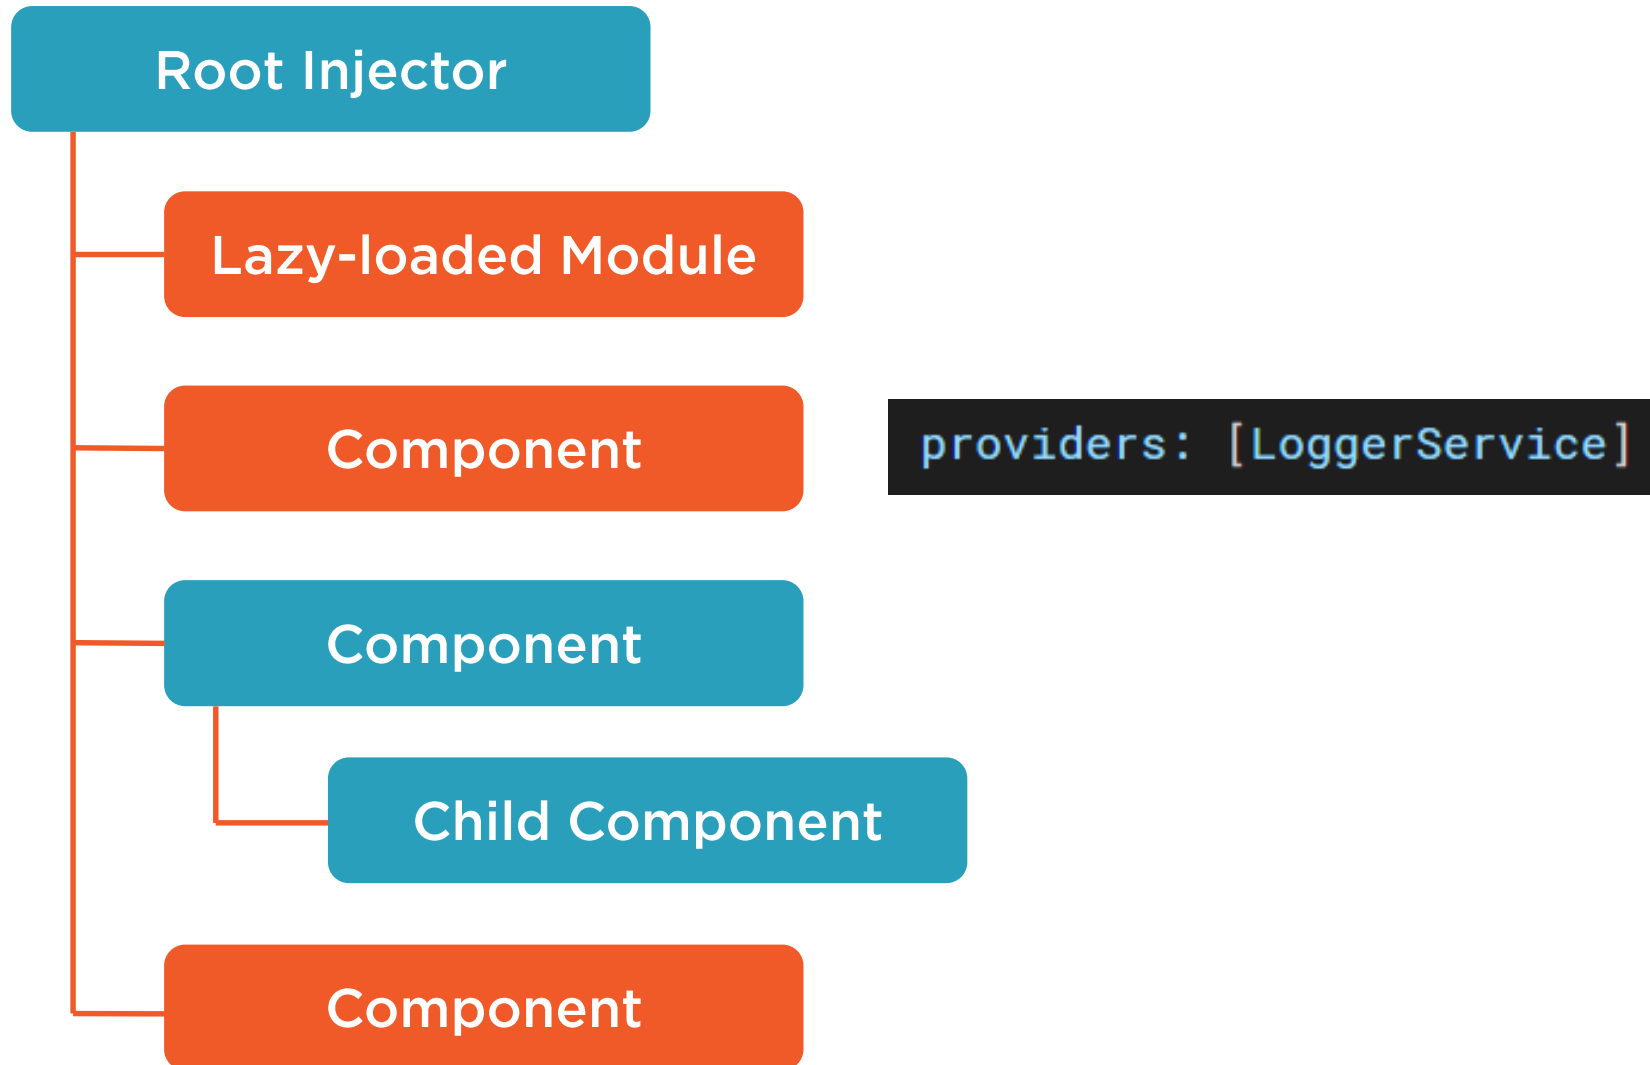 Root Injector
Lazy-loaded Module
Component
providers: [LoggerService]
Component
Child Component
Component